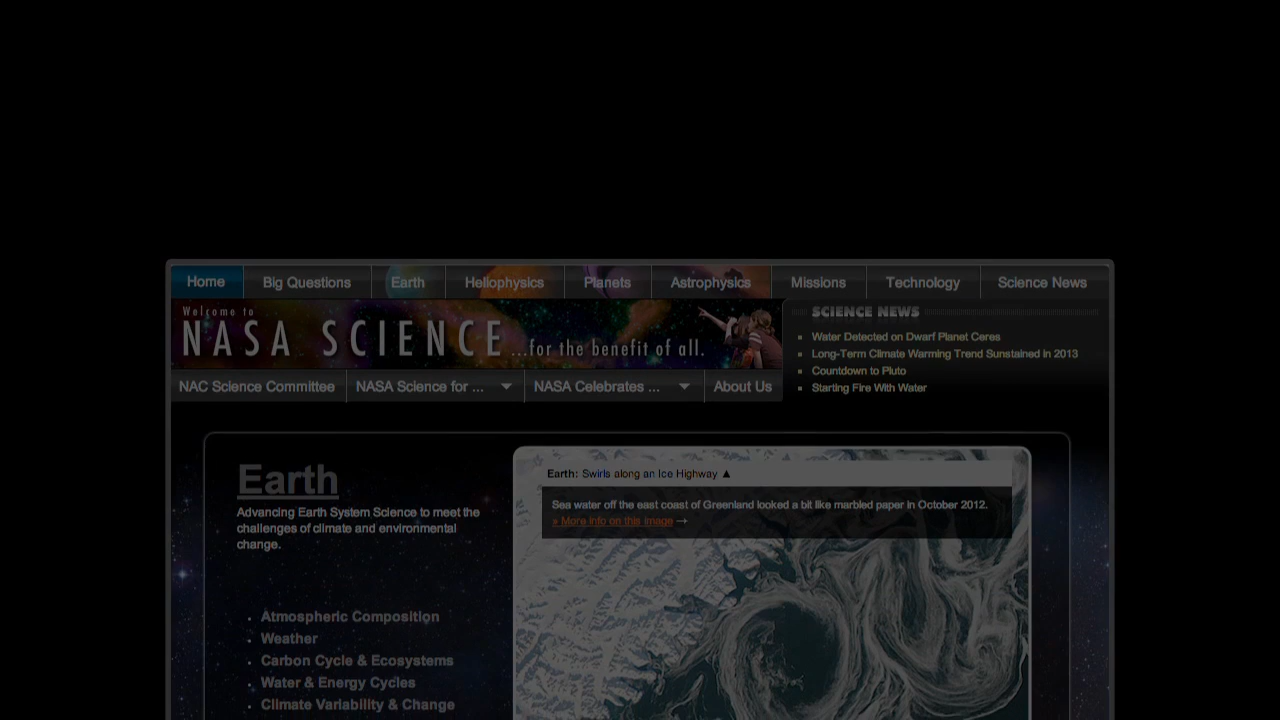 Home Big Questions Earth Heliophysics Planets Astrophysics Missions Technology Science News
Welcome to
NASA SCIENCE ...for the benefit of all.
SCIENCE NEWS
Water Detected on Dwarf Planet Ceres
Long-Term Climate Warming Trend Sunstained in 2013
Countdown to Pluto
Starting Fire With Water
NAC Science Committee NASA Science for ... NASA Celebrates ... About Us
Earth
Advancing Earth System Science to meet the
challenges of climate and environmental
change.
Atmospheric Composition
Weather
Carbon Cycle & Ecosystems
Water & Energy Cycles
Climate Variability & Change
Earth: Swirls along an Ice Highway ▲
Sea water off the east coast of Greenland looked a bit like marbled paper in October 2012.
» More info on this image →